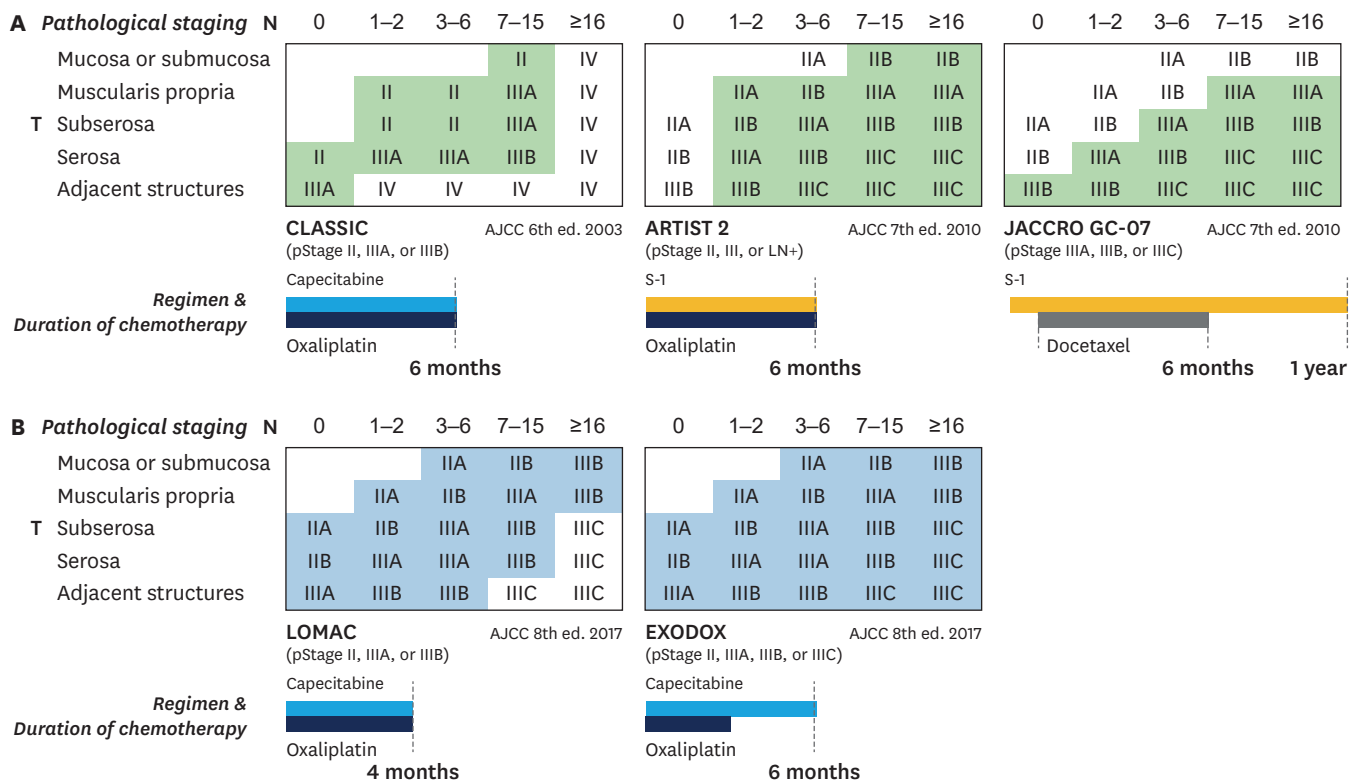 A Pathological staging N 0 1–2 3–6 7–15 ≥16 0 1–2 3–6 7–15 ≥16 0 1–2 3–6 7–15 ≥16
Mucosa or submucosa II IV IIA IIB IIB IIA IIB IIB
Muscularis propria II II IIIA IV IIA IIB IIIA IIIA IIA IIB IIIA IIIA
T Subserosa II II IIIA IV IIA IIB IIIA IIIB IIIB IIA IIB IIIA IIIB IIIB
Serosa II IIIA IIIA IIIB IV IIB IIIA IIIB IIIC IIIC IIB IIIA IIIB IIIC IIIC
Adjacent structures IIIA IV IV IV IV IIIB IIIB IIIC IIIC IIIC IIIB IIIB IIIC IIIC IIIC
CLASSIC AJCC 6th ed. 2003 ARTIST 2 AJCC 7th ed. 2010 JACCRO GC-07 AJCC 7th ed. 2010
(pStage II, IIIA, or IIIB) (pStage II, III, or LN+) (pStage IIIA, IIIB, or IIIC)
Capecitabine S-1 S-1
Regimen &
Duration of chemotherapy
Oxaliplatin Oxaliplatin Docetaxel
6 months 6 months 6 months 1 year
B Pathological staging N 0 1–2 3–6 7–15 ≥16 0 1–2 3–6 7–15 ≥16
Mucosa or submucosa IIA IIB IIIB IIA IIB IIIB
Muscularis propria IIA IIB IIIA IIIB IIA IIB IIIA IIIB
T Subserosa IIA IIB IIIA IIIB IIIC IIA IIB IIIA IIIB IIIC
Serosa IIB IIIA IIIA IIIB IIIC IIB IIIA IIIA IIIB IIIC
Adjacent structures IIIA IIIB IIIB IIIC IIIC IIIA IIIB IIIB IIIC IIIC
LOMAC AJCC 8th ed. 2017 EXODOX AJCC 8th ed. 2017
(pStage II, IIIA, or IIIB) (pStage II, IIIA, IIIB, or IIIC)
Capecitabine Capecitabine
Regimen &
Duration of chemotherapy
Oxaliplatin Oxaliplatin
4 months 6 months